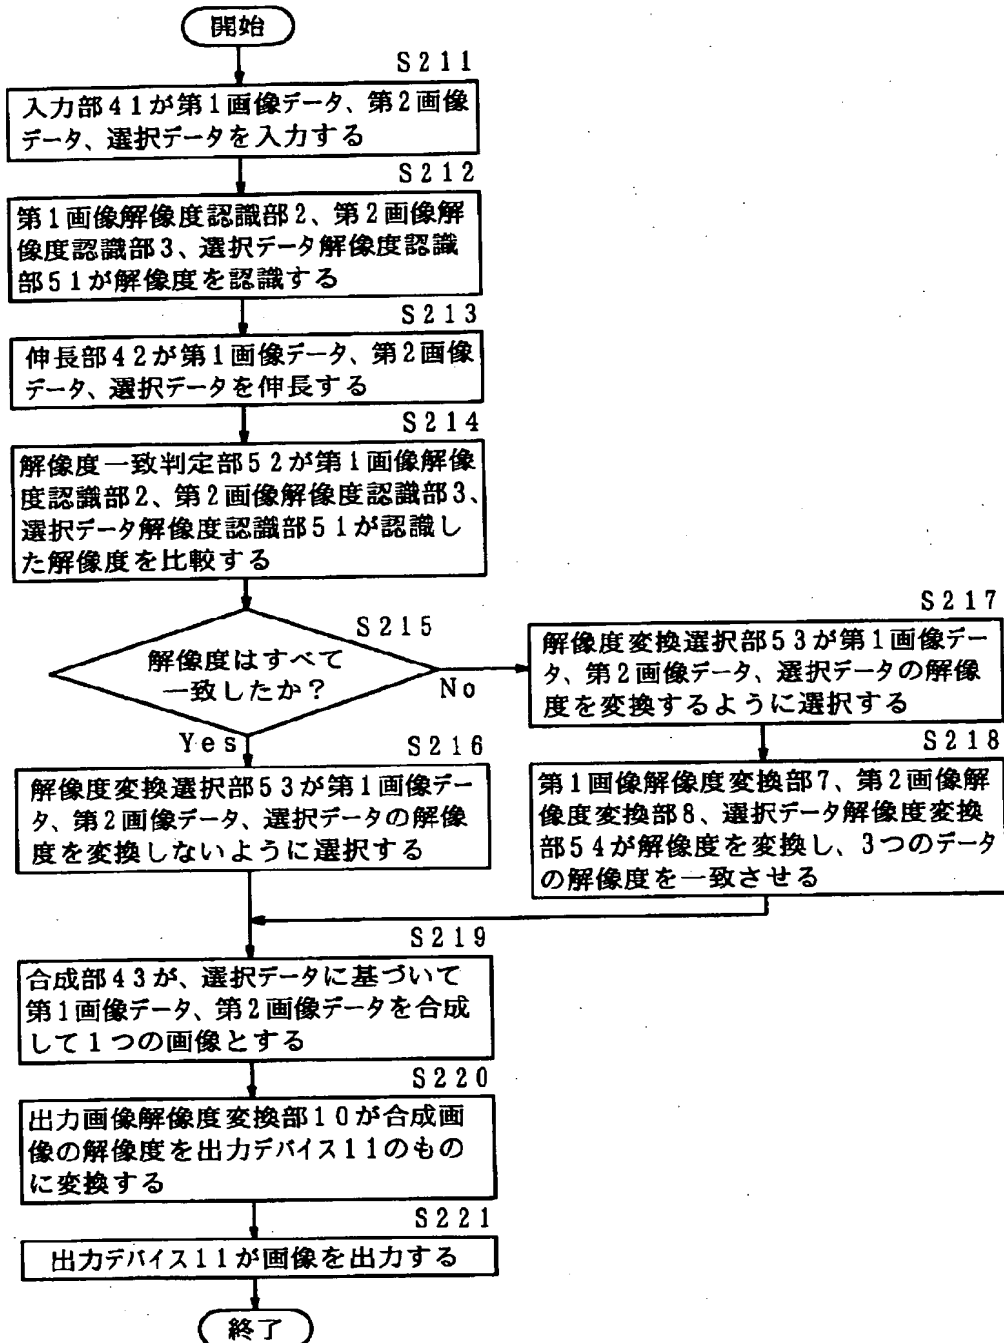 開始
S211
入力部41が第1画像データ、第2画像
データ、選択データを入力する
S212
第1画像解像度認識部2、第2画像解
像度認識部3、選択データ解像度認識
部51が解像度を認識する
S213
伸長部42が第1画像データ、第2画像
データ、選択データを伸長する
S214
解像度一致判定部52が第1画像解像
度認識部2、第2画像解像度認識部3、
選択データ解像度認識部51が認識し
た解像度を比較する
S215
解像度はすべて
一致したか？
No
Yes
S216
解像度変換選択部53が第1画像デー
タ、第2画像データ、選択データの解像
度を変換しないように選択する
S217
解像度変換選択部53が第1画像デー
タ、第2画像データ、選択データの解像
度を変換するように選択する
S218
第1画像解像度変換部7、第2画像解
像度変換部8、選択データ解像度変換
部54が解像度を変換し、3つのデータ
の解像度を一致させる
S219
合成部43が、選択データに基づいて
第1画像データ、第2画像データを合成
して1つの画像とする
S220
出力画像解像度変換部10が合成画
像の解像度を出力デバイス11のもの
に変換する
S221
出力デバイス11が画像を出力する
終了